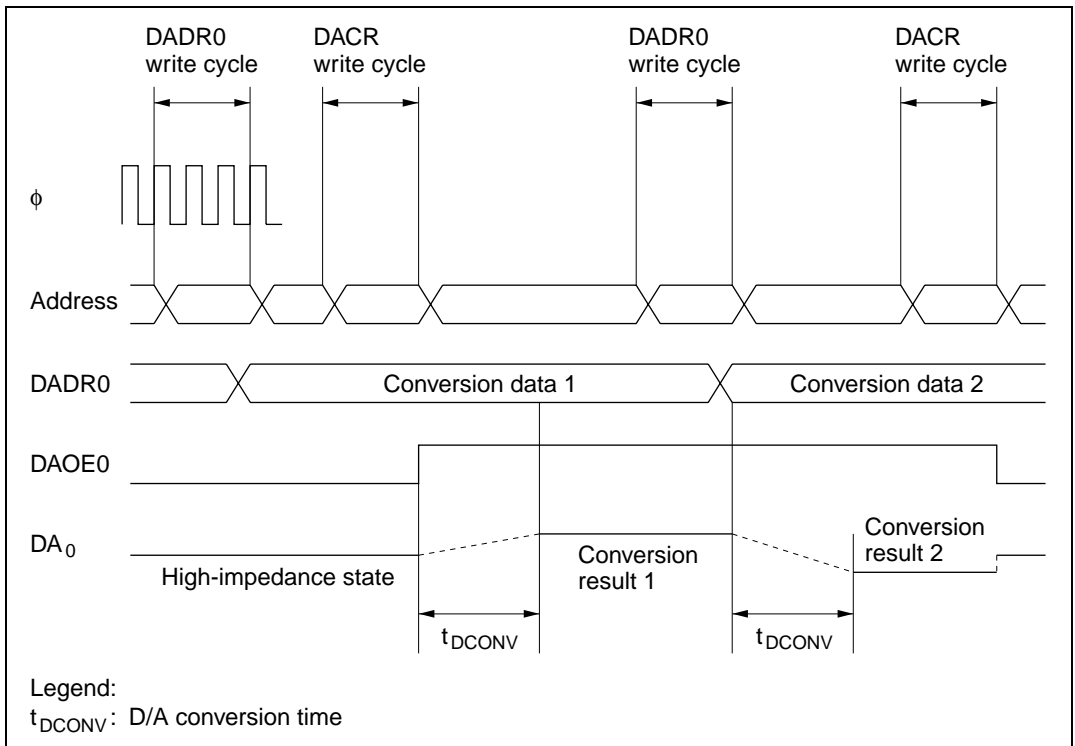 DADR0
write cycle
DACR
write cycle
DADR0
write cycle
DACR
write cycle
ϕ
Address
DADR0
Conversion data 1
Conversion data 2
DAOE0
DA0
High-impedance state
Conversion
result 1
Conversion
result 2
tDCONV
tDCONV
Legend:
tDCONV: D/A conversion time